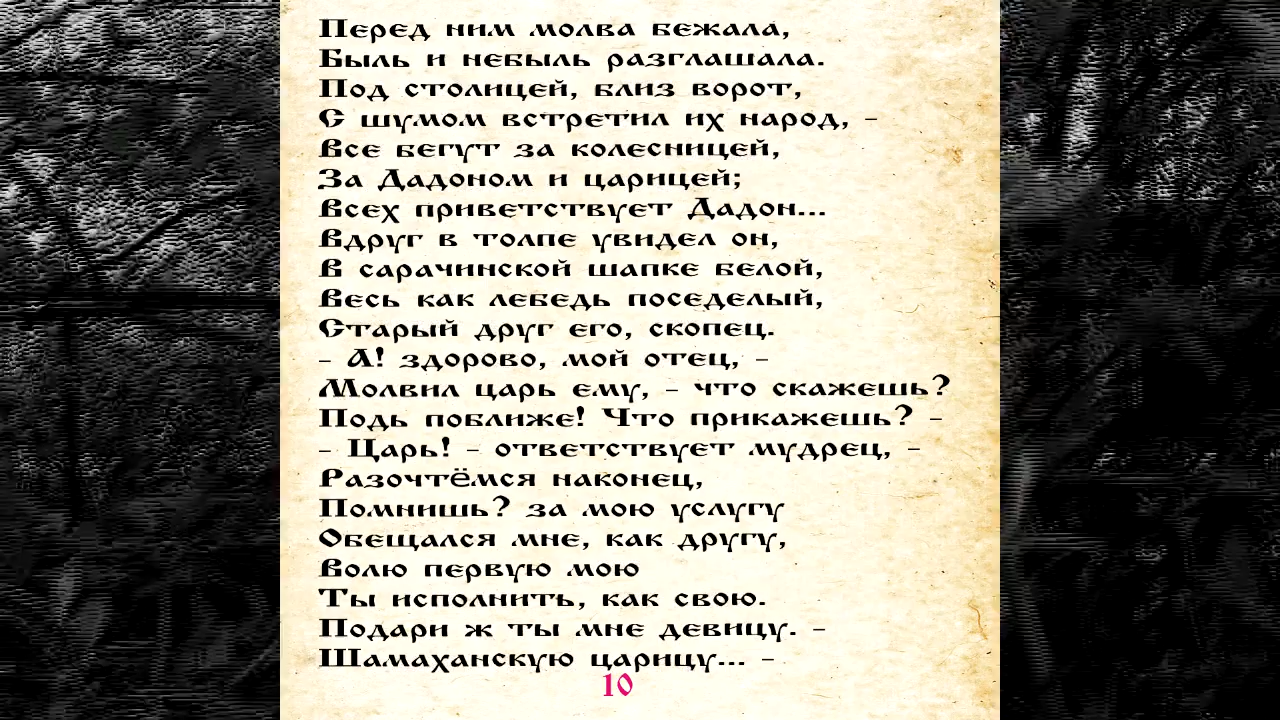 Перед ним молва бежала,
Быль и небыль разглашала.
Под столицей, близ ворот,
С шумом встретил их народ, –
Все бегут за колесницей,
За Дадоном и царицей;
Всех приветствует Дадон...
Вдруг в толпе увидел он,
В сарачинской шапке белой,
Весь как лебедь поседелый,
Старый друг его, скопец.
– А! здорово, мой отец, –
Молвил царь ему, – что скажешь?
Подь поближе! Что прикажешь? –
– Царь! – ответствует мудрец, –
Разочтёмся наконец,
Помнишь? за мою услугу
Обещался мне, как другу,
Волю первую мою
Ты исполнить, как свою.
Подари ж ты мне девицу. –
Шамаханскую царицу... –
10